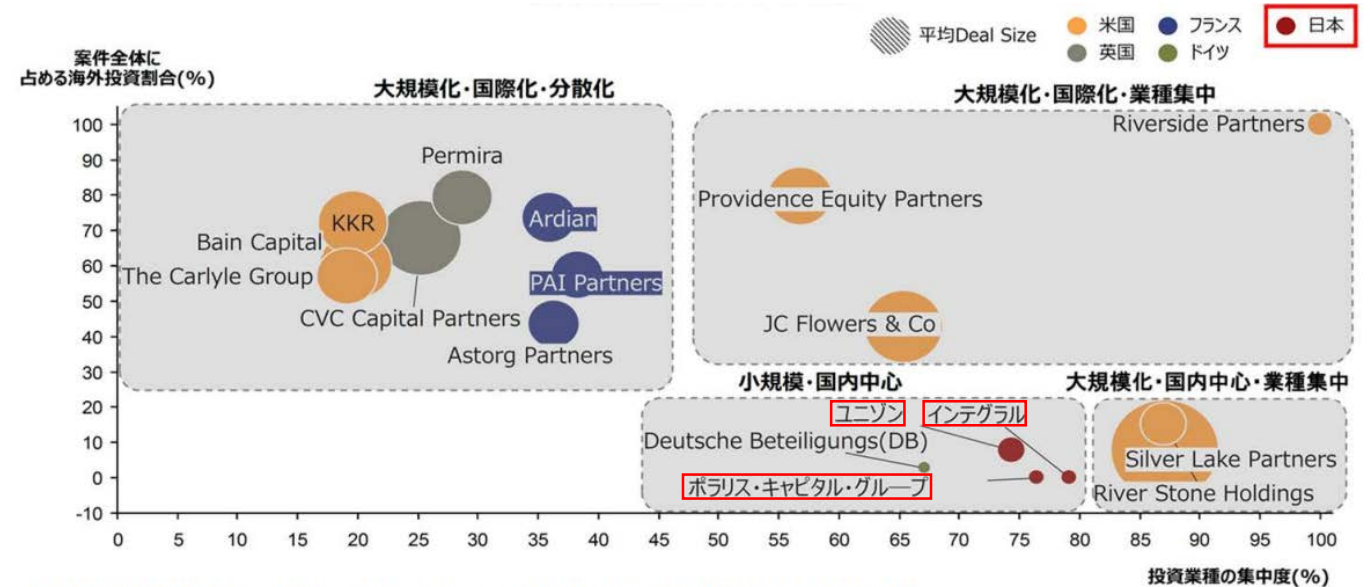 平均Deal Size
米国
フランス
日本
英国
ドイツ
案件全体に
占める海外投資割合(%)
大規模化・国際化・分散化
大規模化・国際化・業種集中
100
90
80
70
60
50
40
30
20
10
0
-10
Riverside Partners
Permira
Providence Equity Partners
KKR
Ardian
Bain Capital
The Carlyle Group
PAI Partners
CVC Capital Partners
JC Flowers & Co
Astorg Partners
小規模・国内中心
大規模化・国内中心・業種集中
ユニゾン
インテグラル
Deutsche Beteiligungs(DB)
Silver Lake Partners
ポラリス・キャピタル・グループ
River Stone Holdings
0 5 10 15 20 25 30 35 40 45 50 55 60 65 70 75 80 85 90 95 100
投資業種の集中度(%)